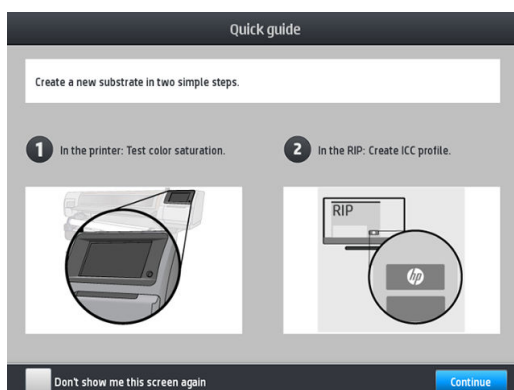 Quick guide
Create a new substrate in two simple steps.
1 In the printer: Test color saturation.
2 In the RIP: Create ICC profile.
RIP
hp
Don't show me this screen again
Continue